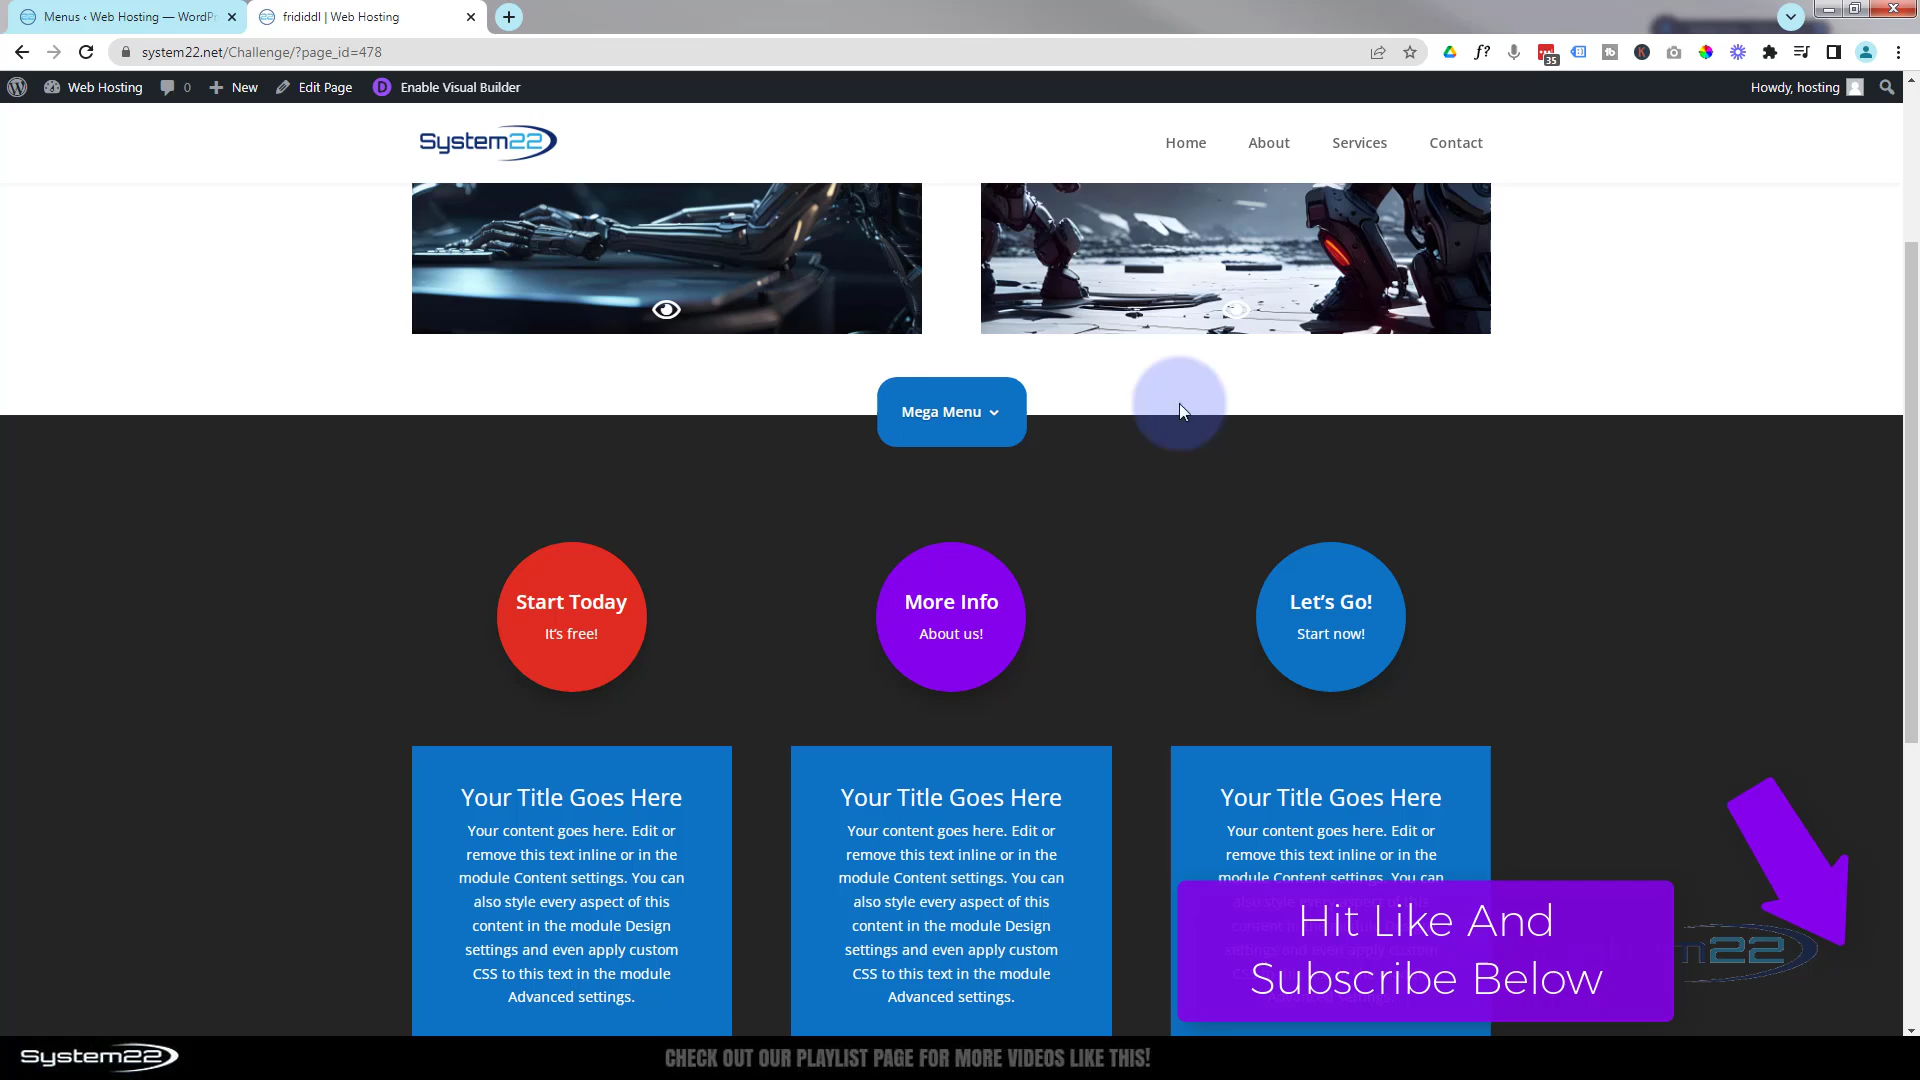 Menus ‹ Web Hosting — WordPr
frididdl | Web Hosting
system22.net/Challenge/?page_id=478
35
Web Hosting
0
New
Edit Page
D
Enable Visual Builder
Howdy, hosting
System22
Home
About
Services
Contact
Mega Menu
Start Today
It's free!
More Info
About us!
Let's Go!
Start now!
Your Title Goes Here
Your content goes here. Edit or
remove this text inline or in the
module Content settings. You can
also style every aspect of this
content in the module Design
settings and even apply custom
CSS to this text in the module
Advanced settings.
Your Title Goes Here
Your content goes here. Edit or
remove this text inline or in the
module Content settings. You can
also style every aspect of this
content in the module Design
settings and even apply custom
CSS to this text in the module
Advanced settings.
Your Title Goes Here
Your content goes here. Edit or
remove this text inline or in the
module Content settings. You can
Hit Like And
Subscribe Below
System22
CHECK OUT OUR PLAYLIST PAGE FOR MORE VIDEOS LIKE THIS!